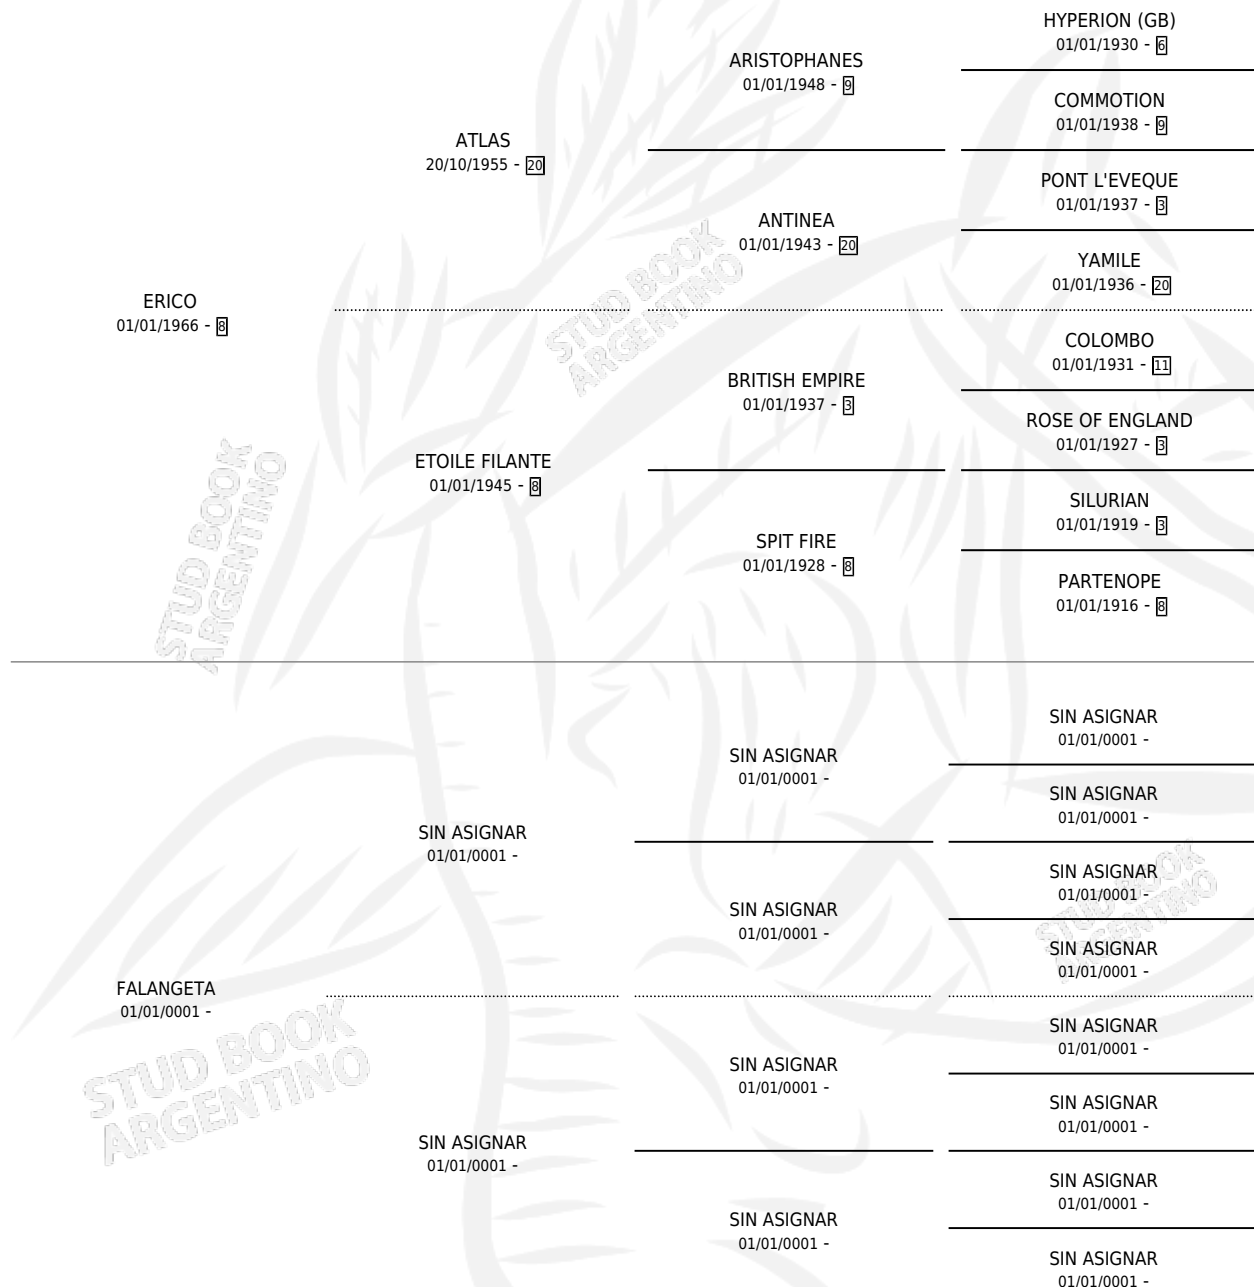 HYPERION (GB)
01/01/1930 - 6
ARISTOPHANES
01/01/1948 - 9
COMMOTION
01/01/1938 - 9
ATLAS
20/10/1955 - 20
PONT L'EVEQUE
01/01/1937 - 3
ANTINEA
01/01/1943 - 20
YAMILE
01/01/1936 - 20
ERICO
01/01/1966 - 8
STUD BOOK
ARGENTINO
COLOMBO
01/01/1931 - 11
BRITISH EMPIRE
01/01/1937 - 3
ROSE OF ENGLAND
01/01/1927 - 3
ETOILE FILANTE
01/01/1945 - 8
SILURIAN
01/01/1919 - 3
SPIT FIRE
01/01/1928 - 8
PARTENOPE
01/01/1916 - 8
STUD BOOK
ARGENTINO
SIN ASIGNAR
01/01/0001 -
SIN ASIGNAR
01/01/0001 -
SIN ASIGNAR
01/01/0001 -
SIN ASIGNAR
01/01/0001 -
SIN ASIGNAR
01/01/0001 -
SIN ASIGNAR
01/01/0001 -
SIN ASIGNAR
01/01/0001 -
STUD BOOK
ARGENTINO
FALANGETA
01/01/0001 -
SIN ASIGNAR
01/01/0001 -
SIN ASIGNAR
01/01/0001 -
SIN ASIGNAR
01/01/0001 -
STUD BOOK
ARGENTINO
SIN ASIGNAR
01/01/0001 -
SIN ASIGNAR
01/01/0001 -
SIN ASIGNAR
01/01/0001 -
SIN ASIGNAR
01/01/0001 -